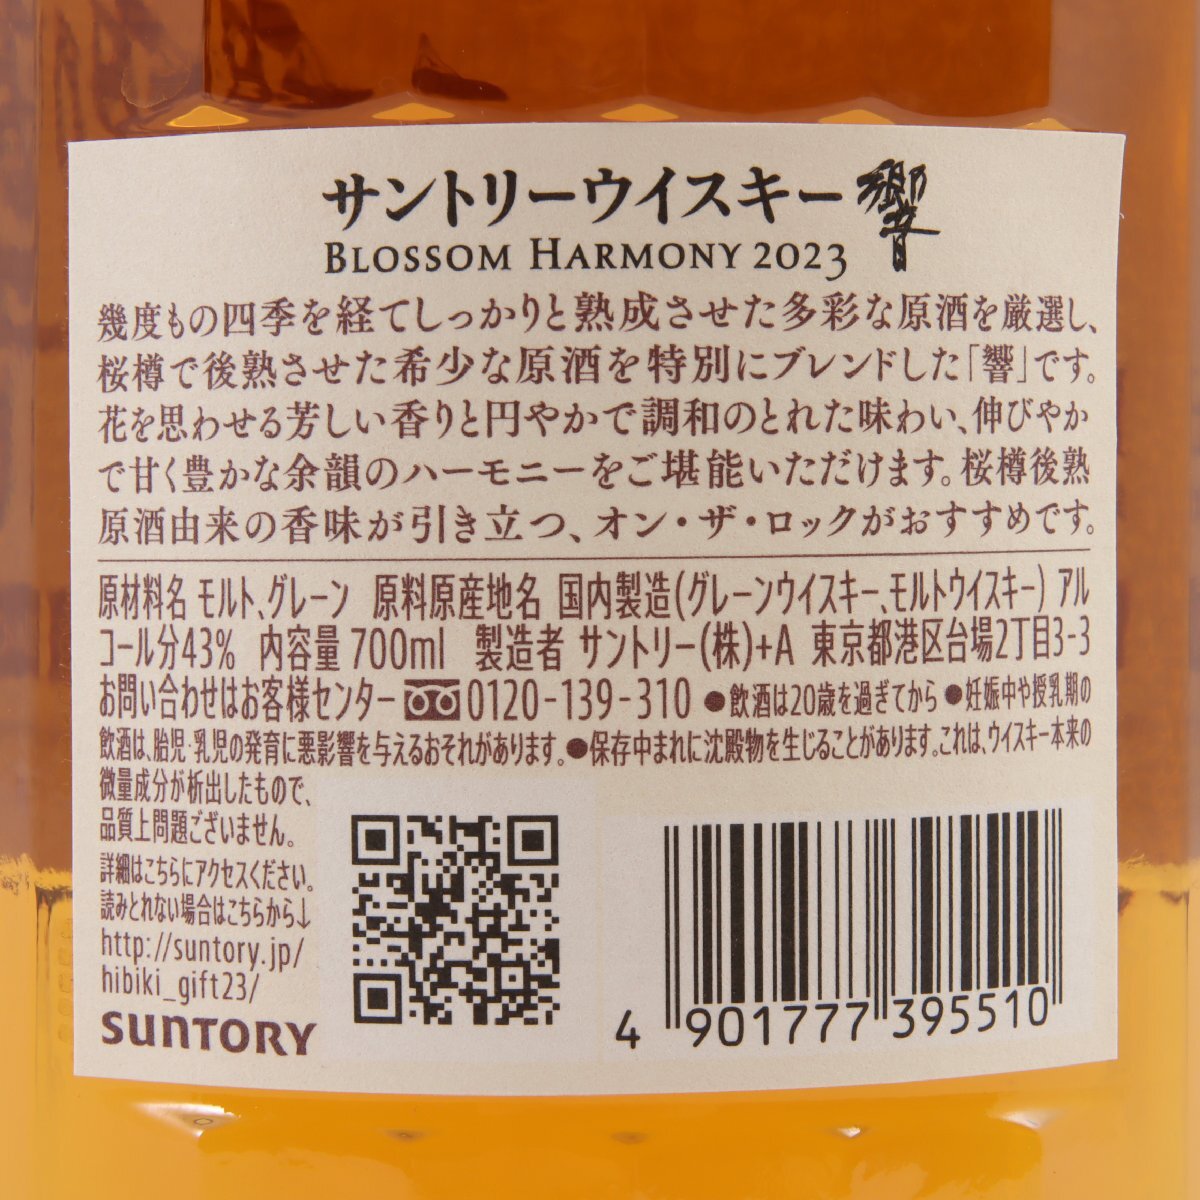 サントリーウイスキー 響
BLOSSOM HARMONY 2023
幾度もの四季を経てしっかりと熟成させた多彩な原酒を厳選し、
桜樽で後熟させた希少な原酒を特別にブレンドした「響」です。
花を思わせる芳しい香りと円やかで調和のとれた味わい、伸びやか
で甘く豊かな余韻のハーモニーをご堪能いただけます。桜樽後熟
原酒由来の香味が引き立つ、オン・ザ・ロックがおすすめです。
原材料名 モルト、グレーン 原料原産地名 国内製造(グレーンウイスキー、モルトウイスキー) アル
コール分43% 内容量 700ml 製造者 サントリー(株)+A 東京都港区台場2丁目3-3
お問い合わせはお客様センター 0120-139-310 ●飲酒は20歳を過ぎてから ●妊娠中や授乳期の
飲酒は、胎児・乳児の発育に悪影響を与えるおそれがあります。●保存中まれに沈殿物を生じることがあります。これは、ウイスキー本来の
微量成分が析出したもので、
品質上問題ございません。
詳細はこちらにアクセスください。
読みとれない場合はこちらから↓
http://suntory.jp/
hibiki_gift23/
SUNTORY
4 901777 395510